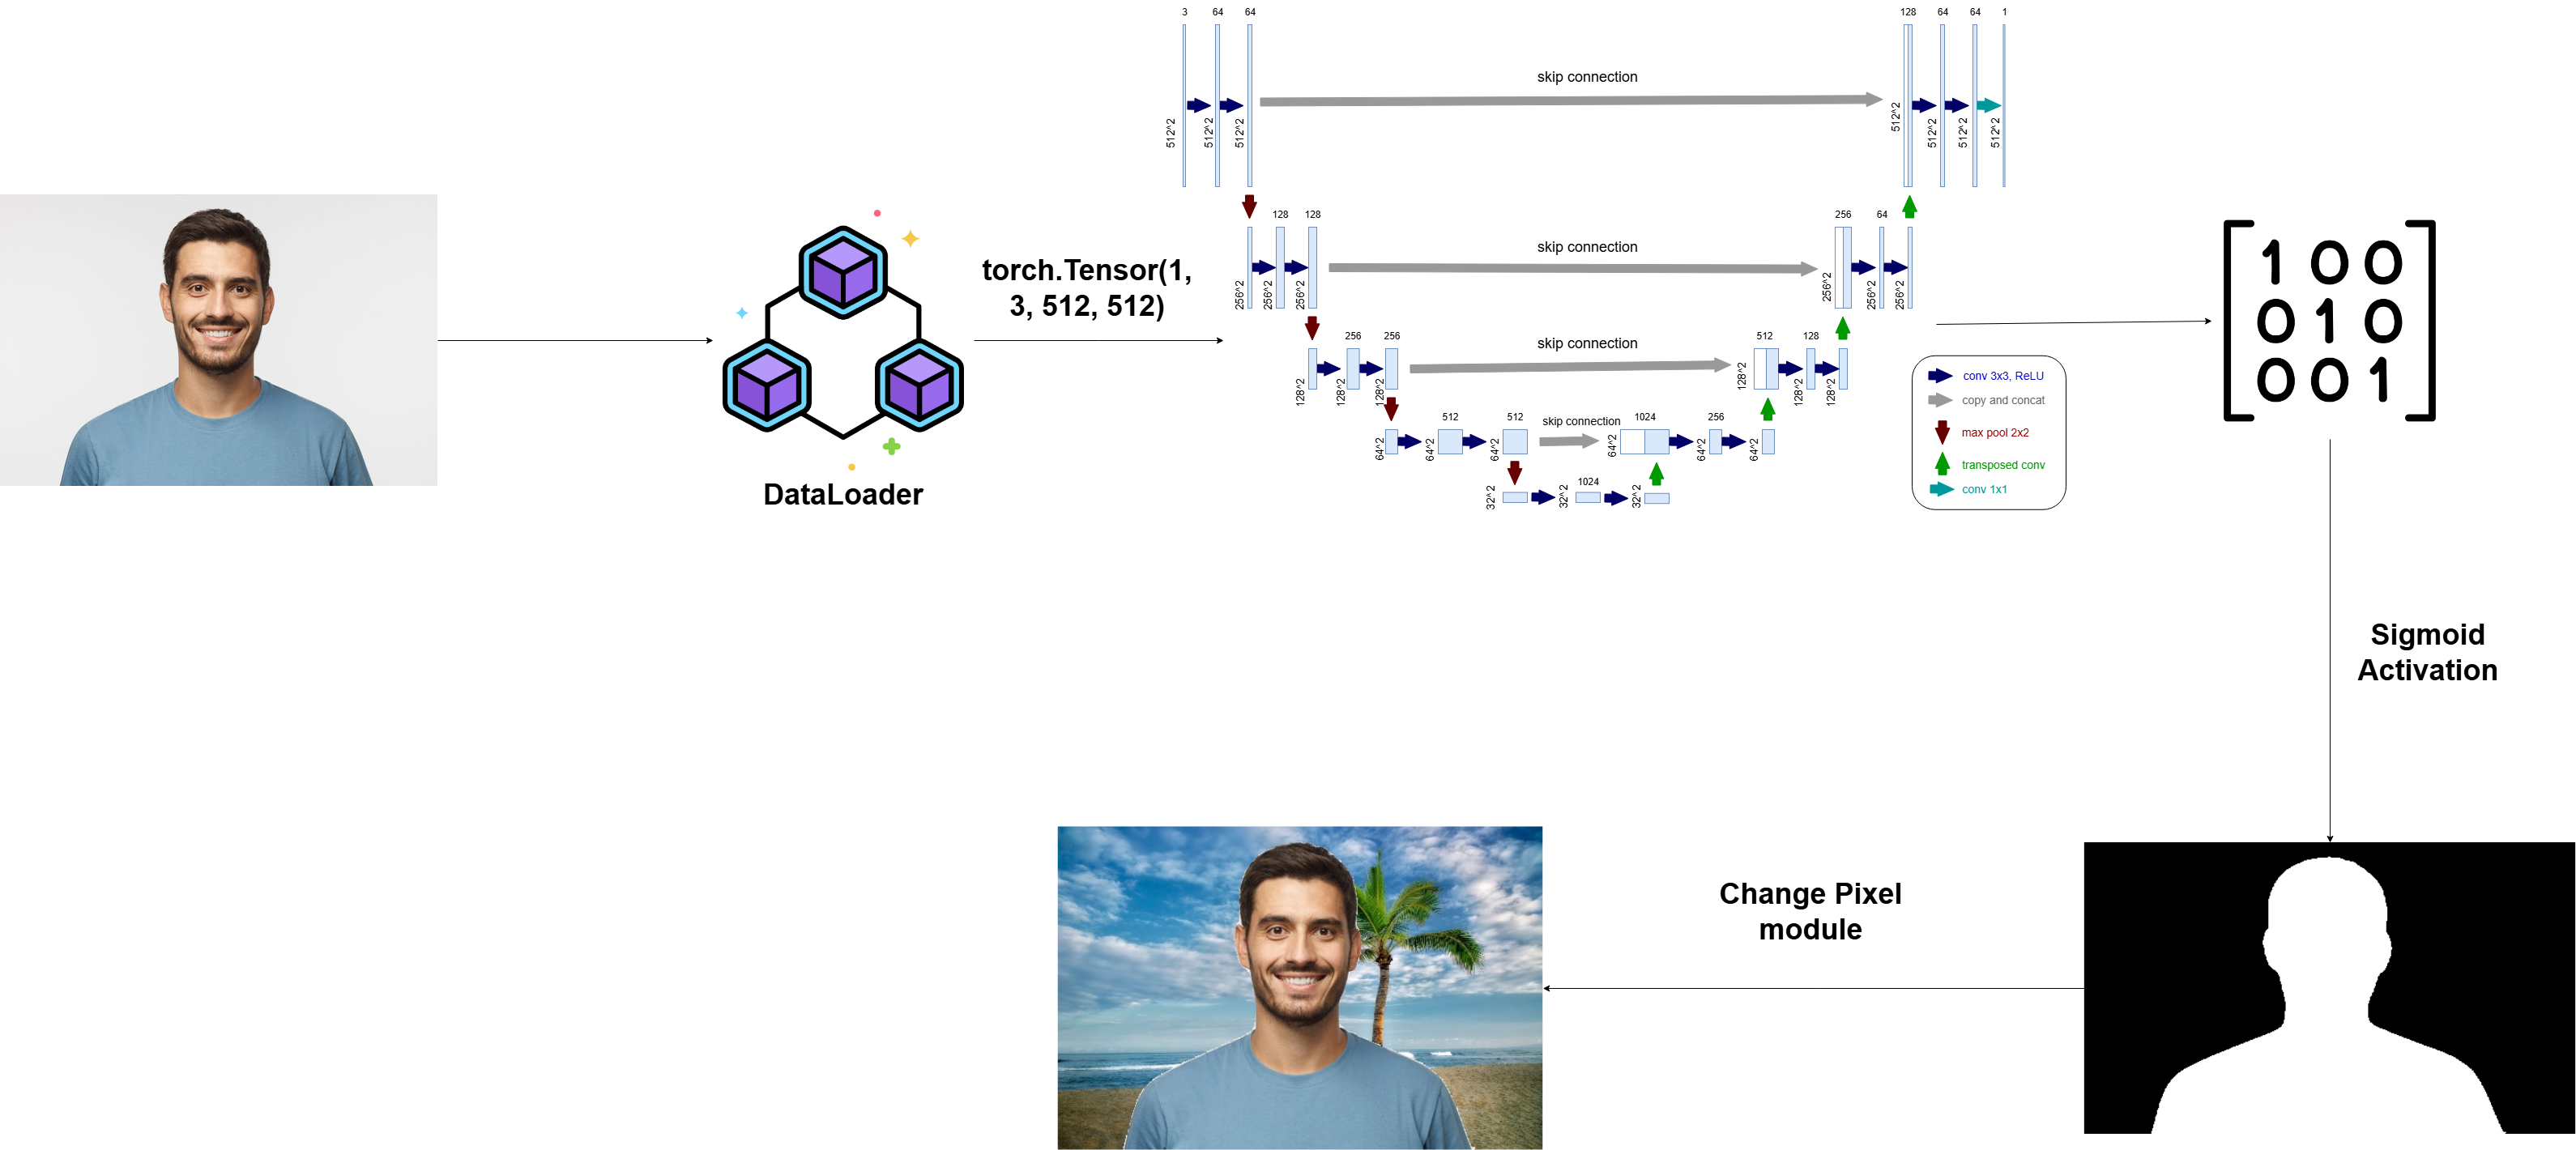 3 64 64
128 64 64 1
skip connection
512^2 512^2 512^2
512^2 512^2 512^2 512^2
128 128
256 64
skip connection
256^2 256^2 256^2
256^2 256^2 256^2
torch.Tensor(1,
3, 512, 512)
256 256
512 128
skip connection
128^2 128^2 128^2
128^2 128^2 128^2
512 512
skip connection
1024 256
64^2 64^2 64^2
64^2 64^2 64^2
1024
32^2 32^2 32^2
conv 3x3, ReLU
copy and concat
max pool 2x2
transposed conv
conv 1x1
1 0 0
0 1 0
0 0 1
DataLoader
Sigmoid
Activation
Change Pixel
module